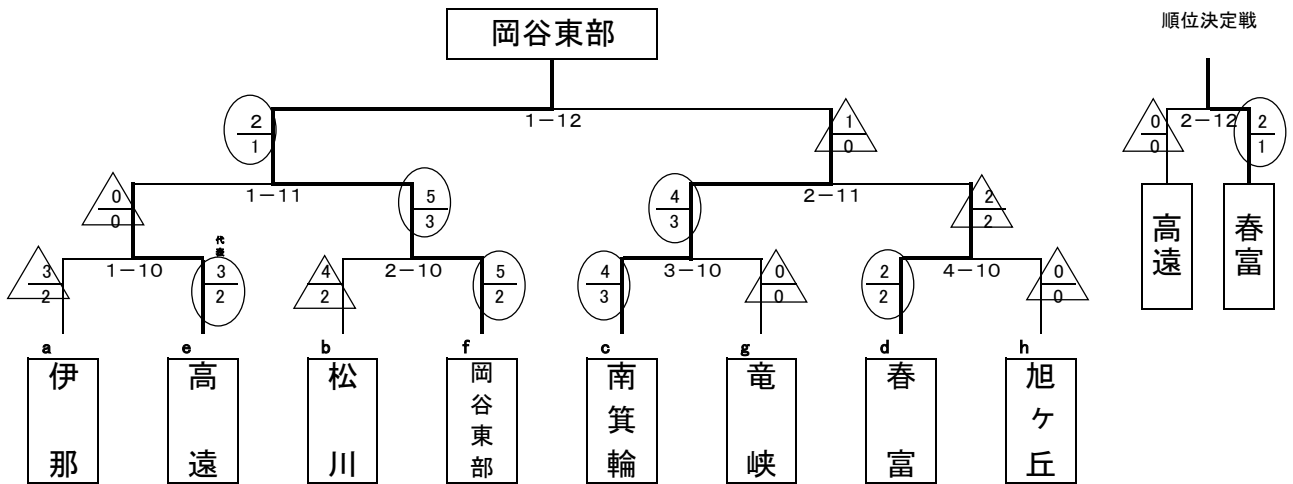 順位決定戦
岡谷東部
2
1
1－12
1
0
0
0
2－12
2
1
0
0
1－11
5
3
4
3
2－11
2
2
高遠
春富
3
2
1－10
代表
3
2
4
2
2－10
5
2
4
3
3－10
0
0
2
2
4－10
0
0
a
e
b
f
c
g
d
h
伊那
高遠
松川
岡谷東部
南箕輪
竜峡
春富
旭ヶ丘